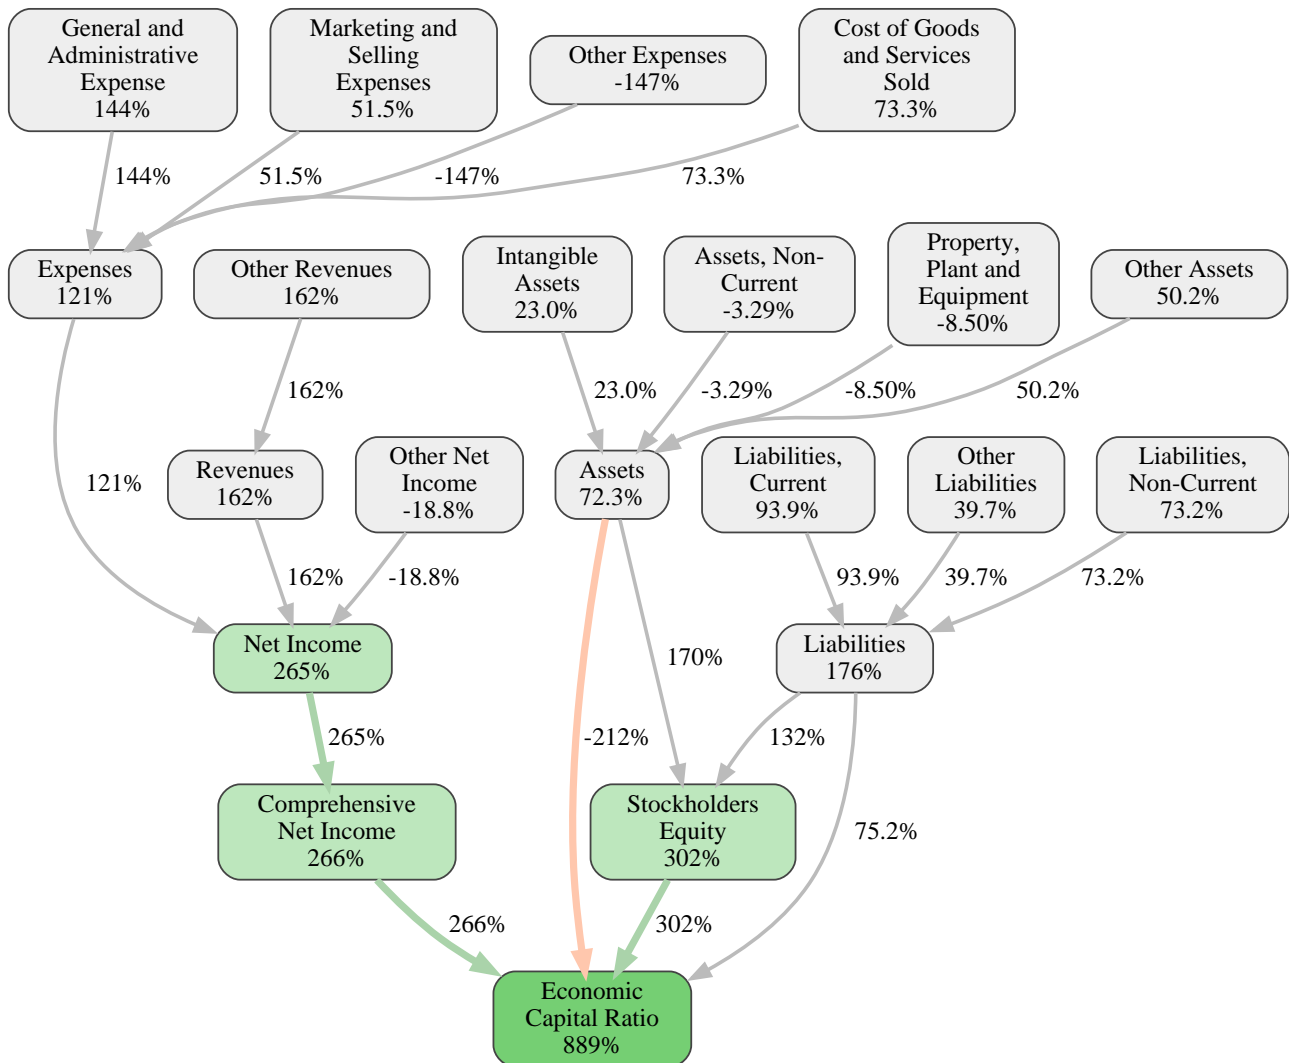 General and
Administrative
Expense
144%
Marketing and
Selling
Expenses
51.5%
Other Expenses
-147%
Cost of Goods
and Services
Sold
73.3%
144%
51.5%
-147%
73.3%
Expenses
121%
Other Revenues
162%
Intangible
Assets
23.0%
Assets, Non-
Current
-3.29%
Property,
Plant and
Equipment
-8.50%
Other Assets
50.2%
162%
23.0%
-3.29%
-8.50%
50.2%
121%
Revenues
162%
Other Net
Income
-18.8%
Assets
72.3%
Liabilities,
Current
93.9%
Other
Liabilities
39.7%
Liabilities,
Non-Current
73.2%
162%
-18.8%
93.9%
39.7%
73.2%
Net Income
265%
170%
Liabilities
176%
265%
-212%
132%
Comprehensive
Net Income
266%
Stockholders
Equity
302%
75.2%
266%
302%
Economic
Capital Ratio
889%